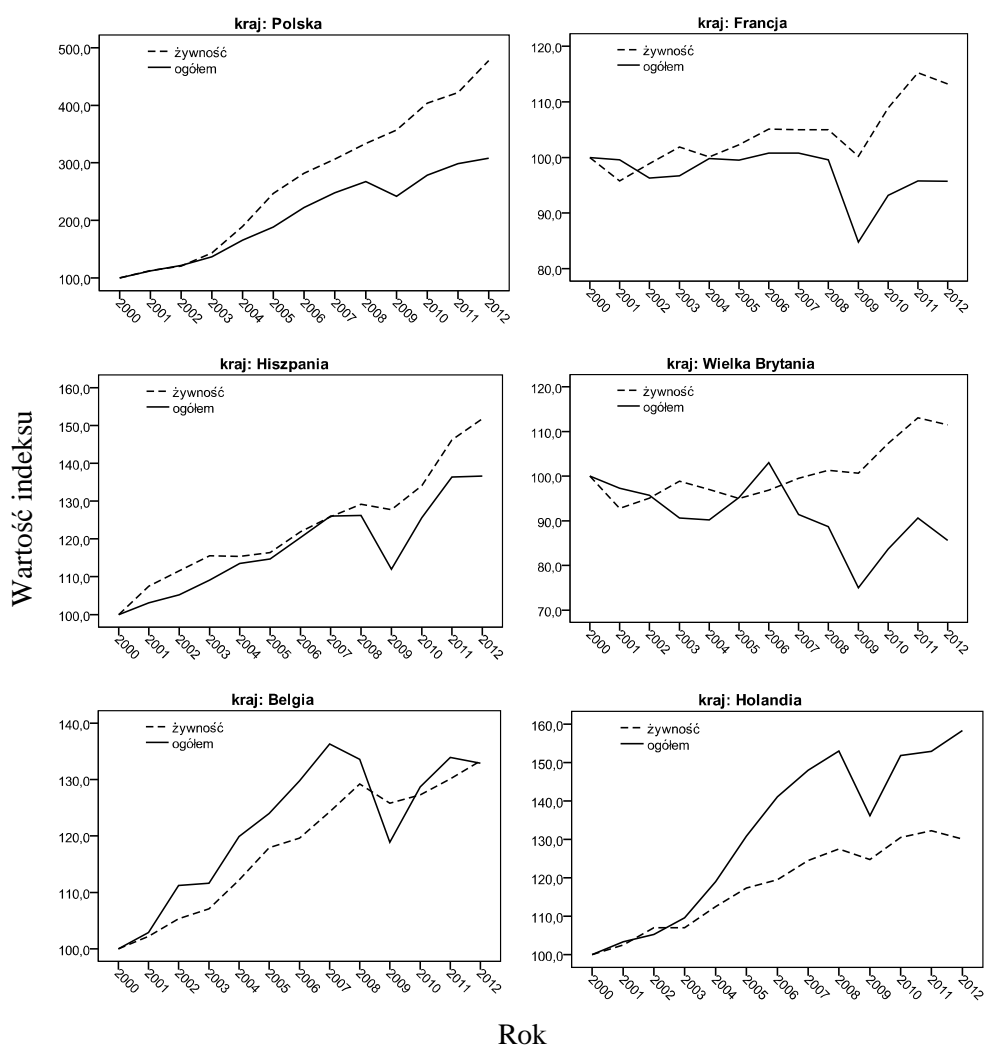 kraj: Polska
500,0
400,0
300,0
200,0
100,0
żywność
ogółem
2000 2001 2002 2003 2004 2005 2006 2007 2008 2009 2010 2011 2012
kraj: Francja
120,0
110,0
100,0
90,0
80,0
żywność
ogółem
2000 2001 2002 2003 2004 2005 2006 2007 2008 2009 2010 2011 2012
Wartość indeksu
kraj: Hiszpania
160,0
150,0
140,0
130,0
120,0
110,0
100,0
żywność
ogółem
2000 2001 2002 2003 2004 2005 2006 2007 2008 2009 2010 2011 2012
kraj: Wielka Brytania
120,0
110,0
100,0
90,0
80,0
70,0
żywność
ogółem
2000 2001 2002 2003 2004 2005 2006 2007 2008 2009 2010 2011 2012
kraj: Belgia
140,0
130,0
120,0
110,0
100,0
żywność
ogółem
2000 2001 2002 2003 2004 2005 2006 2007 2008 2009 2010 2011 2012
kraj: Holandia
160,0
150,0
140,0
130,0
120,0
110,0
100,0
żywność
ogółem
2000 2001 2002 2003 2004 2005 2006 2007 2008 2009 2010 2011 2012
Rok